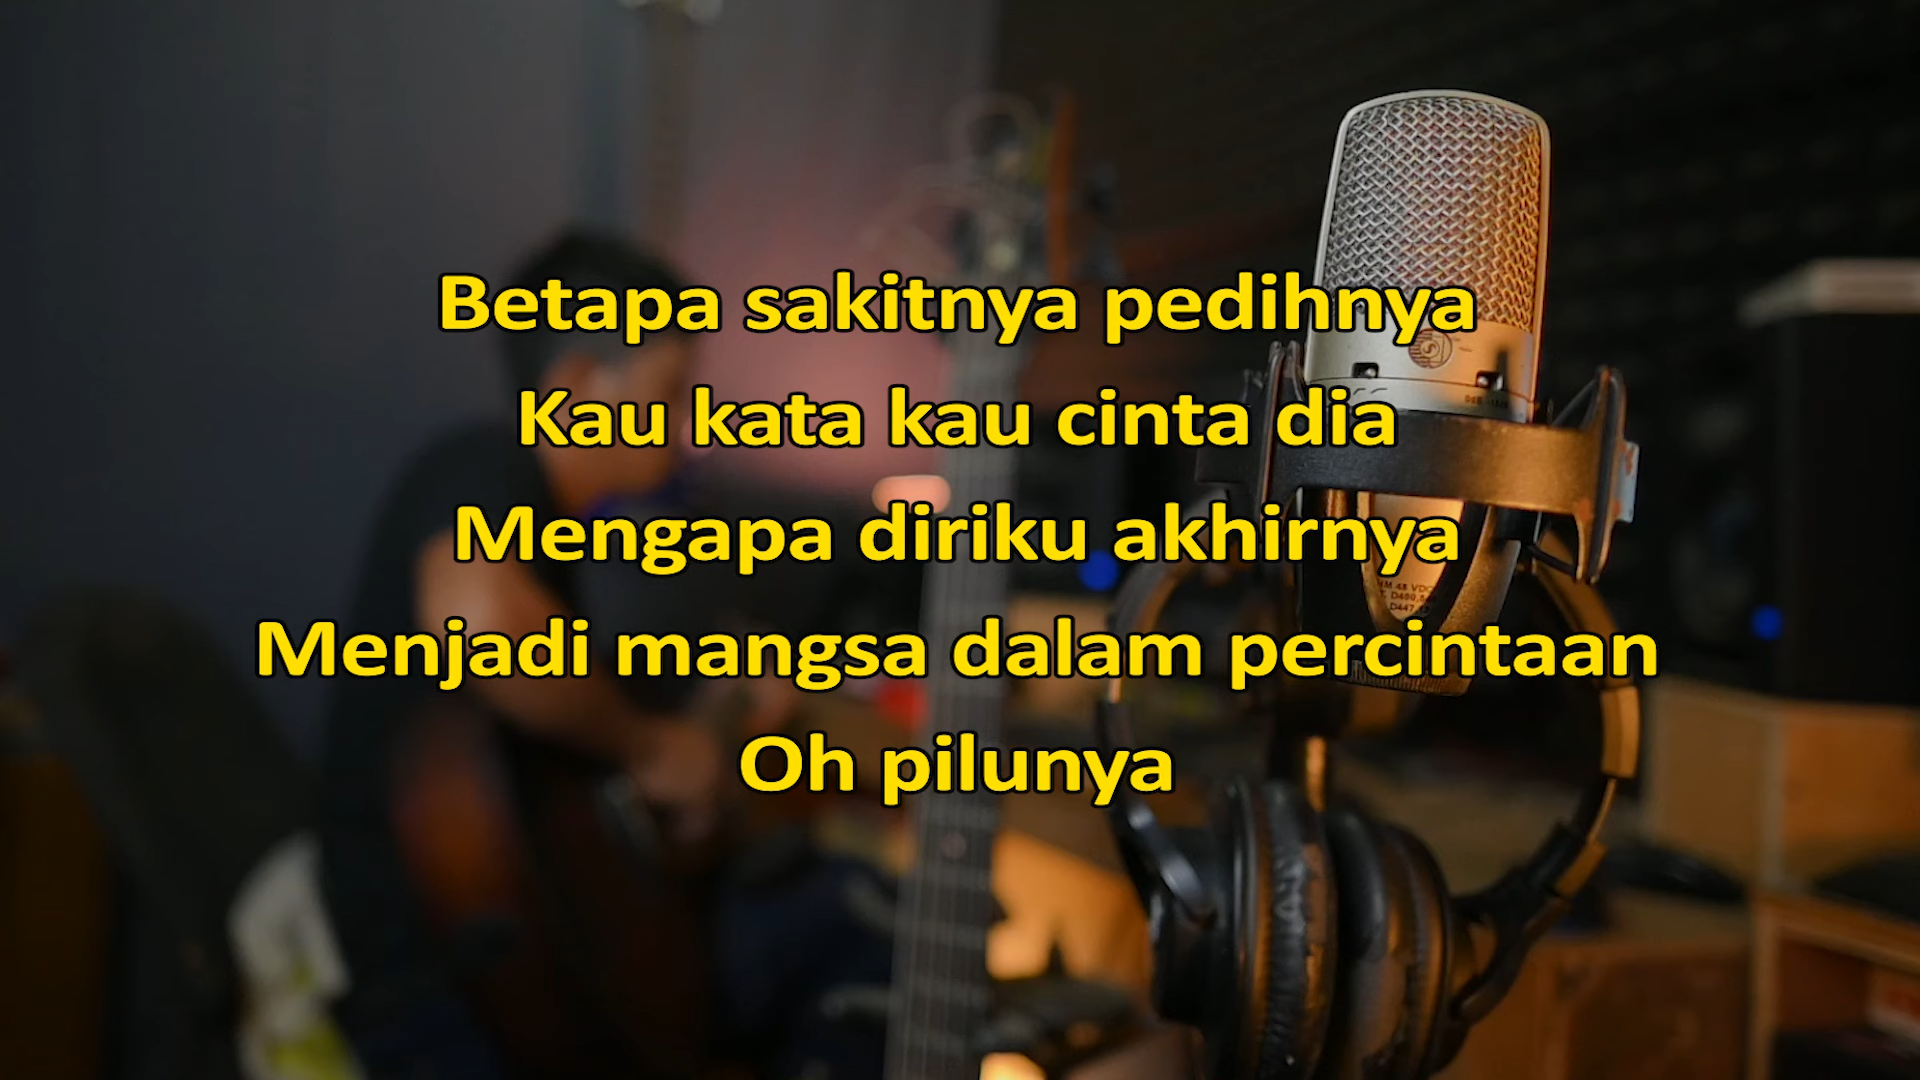 Betapa sakitnya pedihnya
Kau kata kau cinta dia
Mengapa diriku akhirnya
Menjadi mangsa dalam percintaan
Oh pilunya